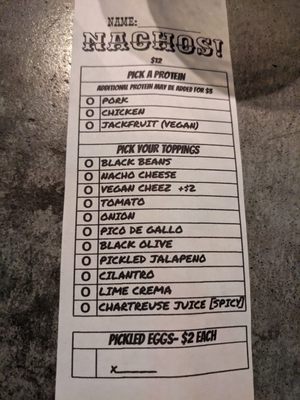 NAME:
NACHOS!
$12
PICK A PROTEIN
ADDITIONAL PROTEIN MAY BE ADDED FOR $3
O PORK
O CHICKEN
O JACKFRUIT (VEGAN)
PICK YOUR TOPPINGS
O BLACK BEANS
O NACHO CHEESE
O VEGAN CHEEZ +$2
O TOMATO
O ONION
O PICO DE GALLO
O BLACK OLIVE
O PICKLED JALAPENO
O CILANTRO
O LIME CREMA
O CHARTREUSE JUICE [SPICY]
PICKLED EGGS- $2 EACH
X